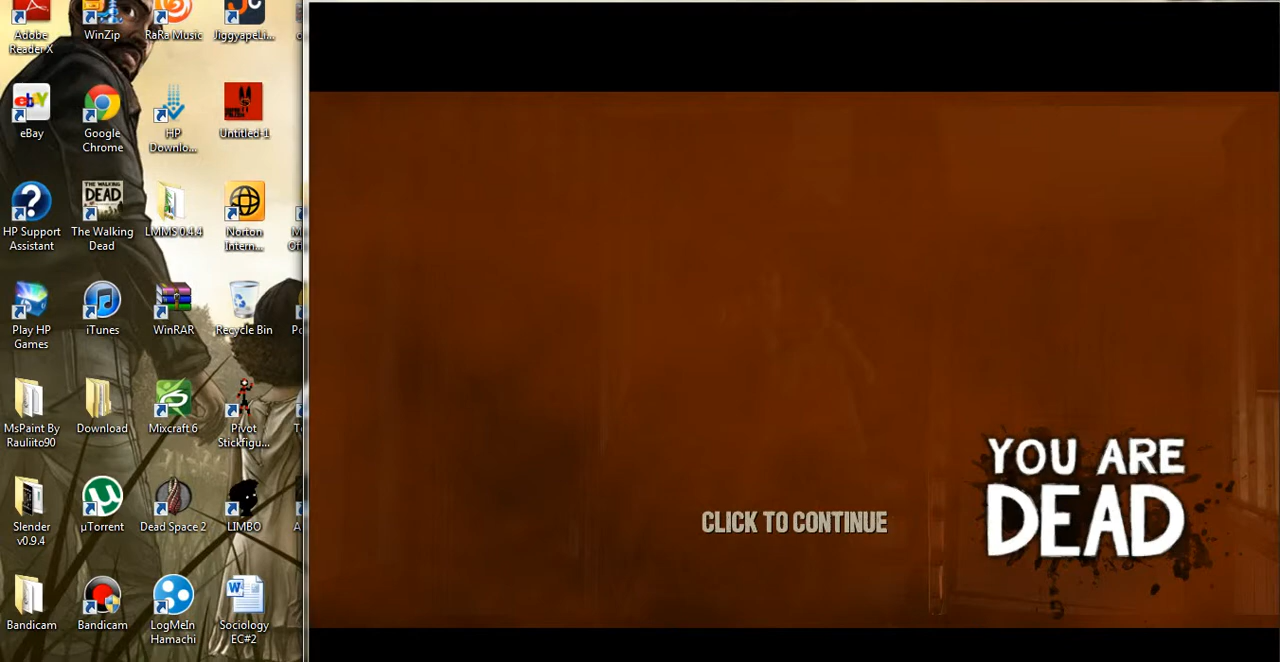 Adobe
Reader X
WinZip
RaRa Music
JiggyapeLi...
eBay
Google
Chrome
HP
Downlo...
Untitled-1
HP Support
Assistant
THE WALKING
DEAD
The Walking
Dead
LMMS 0.4.4
Norton
Intern...
Play HP
Games
iTunes
WinRAR
Recycle Bin
MsPaint By
Rauliito90
Download
Mixcraft 6
Pivot
Stickfigu...
Slender
v0.9.4
µTorrent
Dead Space 2
LIMBO
Bandicam
Bandicam
LogMeIn
Hamachi
Sociology
EC#2
CLICK TO CONTINUE
YOU ARE
DEAD